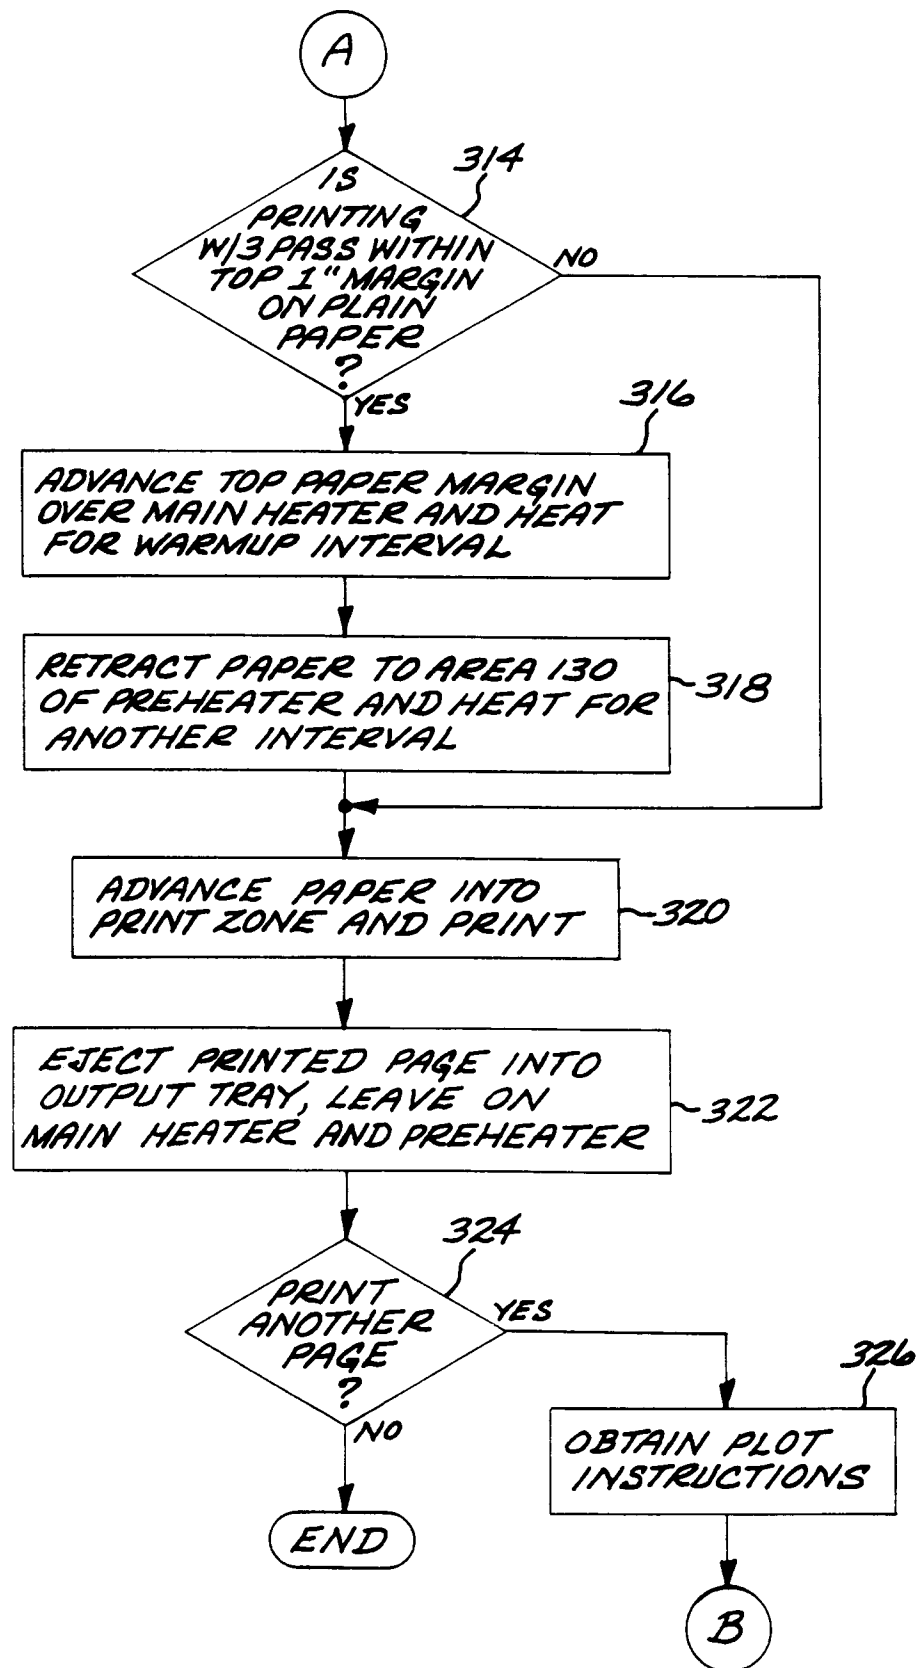 A
314
IS
PRINTING
W/3 PASS WITHIN
TOP 1" MARGIN
ON PLAIN
PAPER
?
NO
YES
316
ADVANCE TOP PAPER MARGIN
OVER MAIN HEATER AND HEAT
FOR WARMUP INTERVAL
RETRACT PAPER TO AREA 130
OF PREHEATER AND HEAT FOR
ANOTHER INTERVAL
318
ADVANCE PAPER INTO
PRINT ZONE AND PRINT
320
EJECT PRINTED PAGE INTO
OUTPUT TRAY, LEAVE ON
MAIN HEATER AND PREHEATER
322
324
PRINT
ANOTHER
PAGE
?
YES
NO
326
OBTAIN PLOT
INSTRUCTIONS
END
B